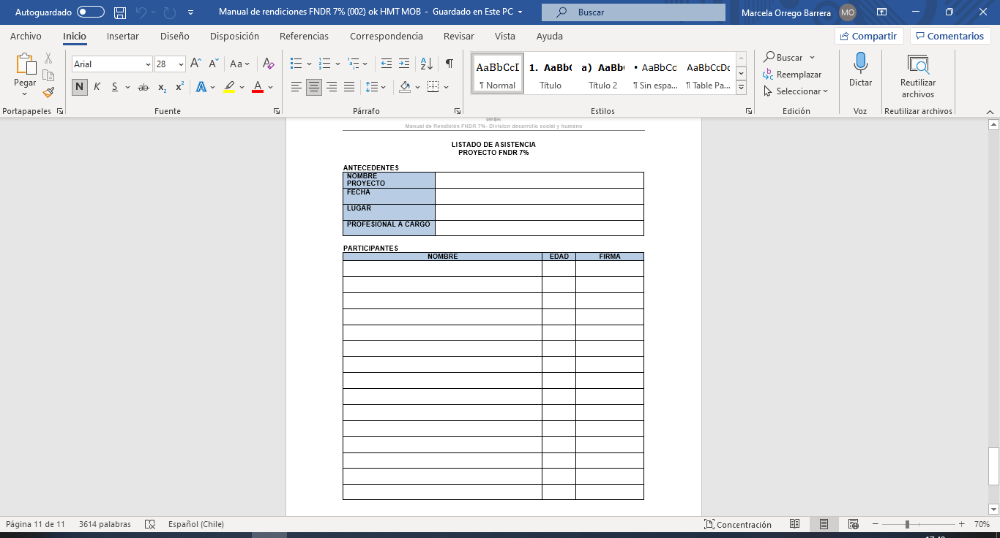 Autoguardado
Manual de rendiciones FNDR 7% (002) ok HMT MOB - Guardado en Este PC
Buscar
Marcela Orrego Barrera
MO
Archivo Inicio Insertar Diseño Disposición Referencias Correspondencia Revisar Vista Ayuda
Compartir
Comentarios
Pegar
Portapapeles
Arial 28
N K S ab x₂ x²
Fuente
Párrafo
AaBbCcI
¶ Normal
1. AaBb(
Título
a) AaBb(
Título 2
• AaBbCc
¶ Sin espa...
AaBbCcDc
¶ Table Pa...
Estilos
Buscar
Reemplazar
Seleccionar
Edición
Dictar
Voz
Reutilizar
archivos
Reutilizar archivos
Manual de Rendición FNDR 7%- Division desarrollo social y humano
LISTADO DE ASISTENCIA
PROYECTO FNDR 7%
ANTECEDENTES
NOMBRE
PROYECTO
FECHA
LUGAR
PROFESIONAL A CARGO
PARTICIPANTES
NOMBRE EDAD FIRMA
Página 11 de 11 3614 palabras Español (Chile)
Concentración
70%